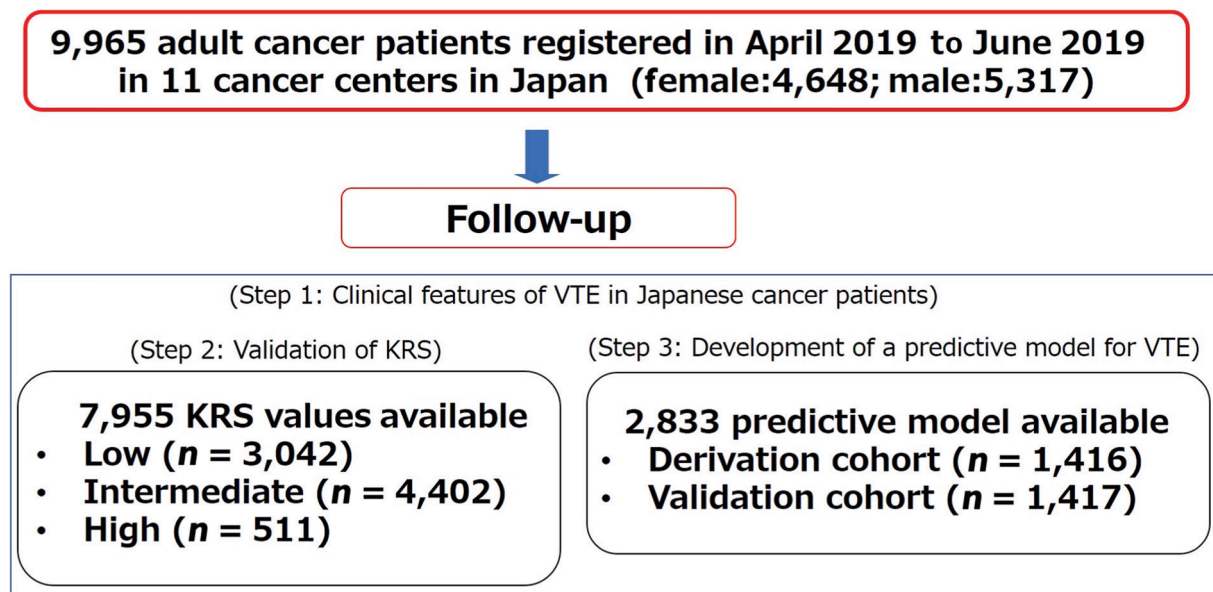 9,965 adult cancer patients registered in April 2019 to June 2019
in 11 cancer centers in Japan (female:4,648; male:5,317)
Follow-up
(Step 1: Clinical features of VTE in Japanese cancer patients)
(Step 2: Validation of KRS)
7,955 KRS values available
• Low (n = 3,042)
• Intermediate (n = 4,402)
• High (n = 511)
(Step 3: Development of a predictive model for VTE)
2,833 predictive model available
• Derivation cohort (n = 1,416)
• Validation cohort (n = 1,417)